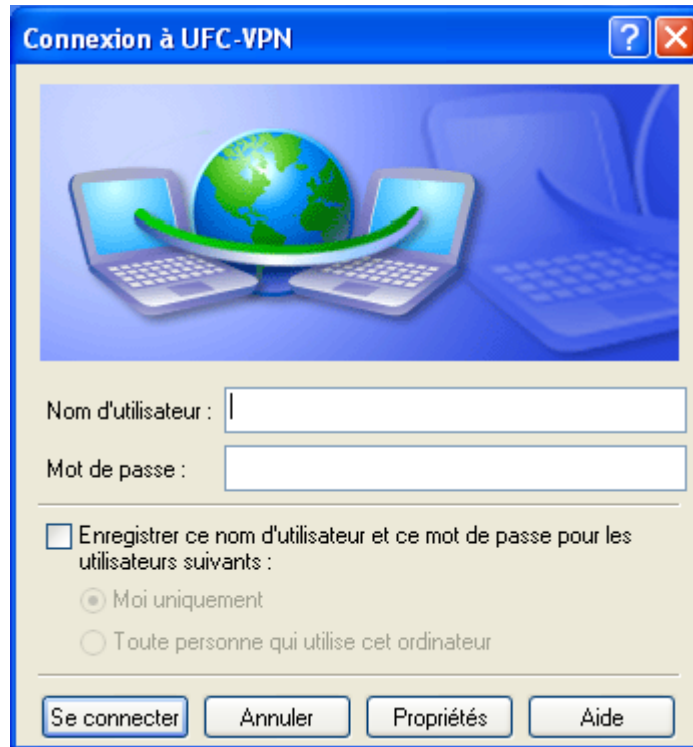 Connexion à UFC-VPN
Nom d'utilisateur :
Mot de passe :
Enregistrer ce nom d'utilisateur et ce mot de passe pour les
utilisateurs suivants :
Moi uniquement
Toute personne qui utilise cet ordinateur
Se connecter Annuler Propriétés Aide